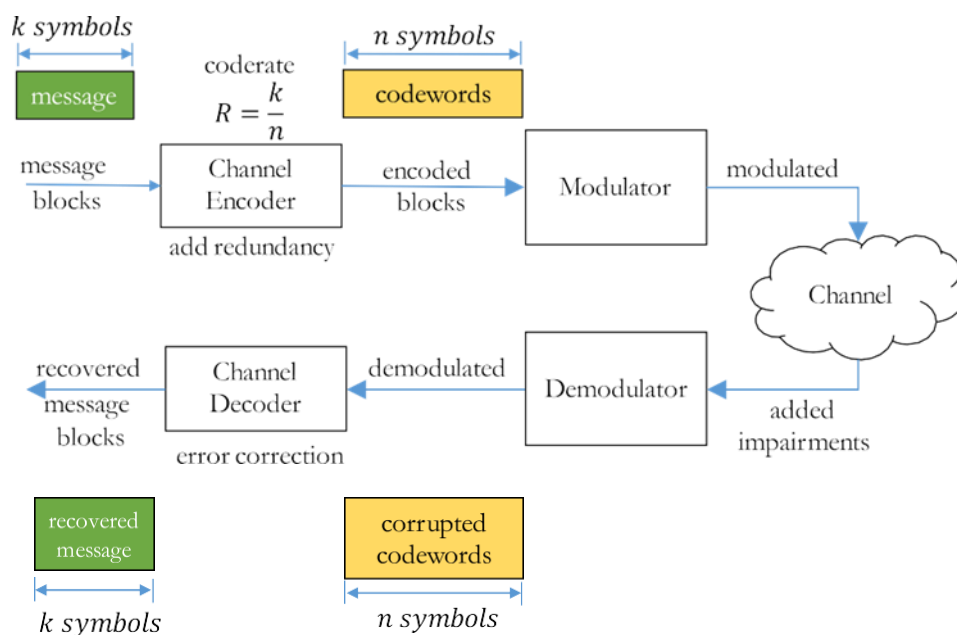 k symbols
n symbols
coderate
R = k/n
message
codewords
message
blocks
Channel
Encoder
encoded
blocks
Modulator
modulated
add redundancy
Channel
recovered
message
blocks
Channel
Decoder
demodulated
Demodulator
added
impairments
error correction
recovered
message
corrupted
codewords
k symbols
n symbols